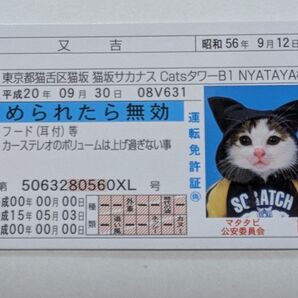 又吉 昭和 56年 9月12日
東京都猫舌区猫坂 猫坂サカナス CatsタワーB1 NYATAYA
平成20年 09月30日 08V631
められたら無効
フード(耳付)等
カーステレオのボリュームは上げ過ぎない事
運転免許証
第 5063280560XL 号
成00年00月00日
成15年05月03日
成00年00月00日
種類
SCRATCH
マタタビ
公安委員会